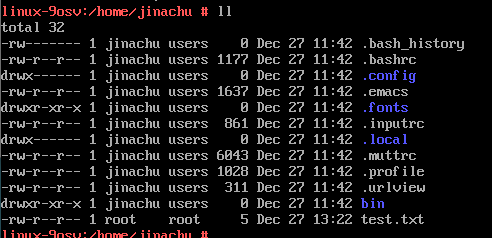 linux-9osv:/home/jinachu # ll
total 32
-rw------- 1 jinachu users    0 Dec 27 11:42 .bash_history
-rw-r--r-- 1 jinachu users 1177 Dec 27 11:42 .bashrc
drwx------ 1 jinachu users    0 Dec 27 11:42 .config
-rw-r--r-- 1 jinachu users 1637 Dec 27 11:42 .emacs
drwxr-xr-x 1 jinachu users    0 Dec 27 11:42 .fonts
-rw-r--r-- 1 jinachu users  861 Dec 27 11:42 .inputrc
drwx------ 1 jinachu users    0 Dec 27 11:42 .local
-rw-r--r-- 1 jinachu users 6043 Dec 27 11:42 .muttrc
-rw-r--r-- 1 jinachu users 1028 Dec 27 11:42 .profile
-rw-r--r-- 1 jinachu users  311 Dec 27 11:42 .urlview
drwxr-xr-x 1 jinachu users    0 Dec 27 11:42 bin
-rw-r--r-- 1 root    root     5 Dec 27 13:22 test.txt
linux-9osv:/home/jinachu #